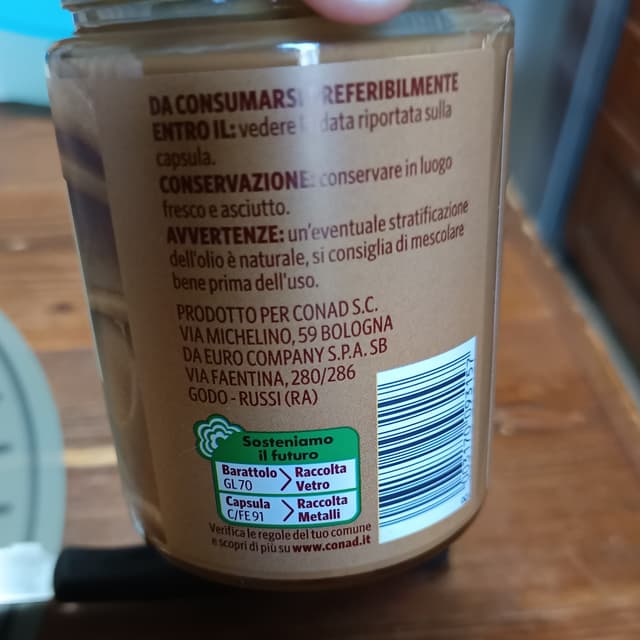 DA CONSUMARSI PREFERIBILMENTE
ENTRO IL: vedere la data riportata sulla
capsula.
CONSERVAZIONE: conservare in luogo
fresco e asciutto.
AVVERTENZE: un'eventuale stratificazione
dell'olio è naturale, si consiglia di mescolare
bene prima dell'uso.
PRODOTTO PER CONAD S.C.
VIA MICHELINO, 59 BOLOGNA
DA EURO COMPANY S.P.A. SB
VIA FAENTINA, 280/286
GODO - RUSSI (RA)
Sosteniamo
il futuro
Barattolo > Raccolta
GL 70 Vetro
Capsula > Raccolta
C/FE 91 Metalli
Verifica le regole del tuo comune
e scopri di più su www.conad.it